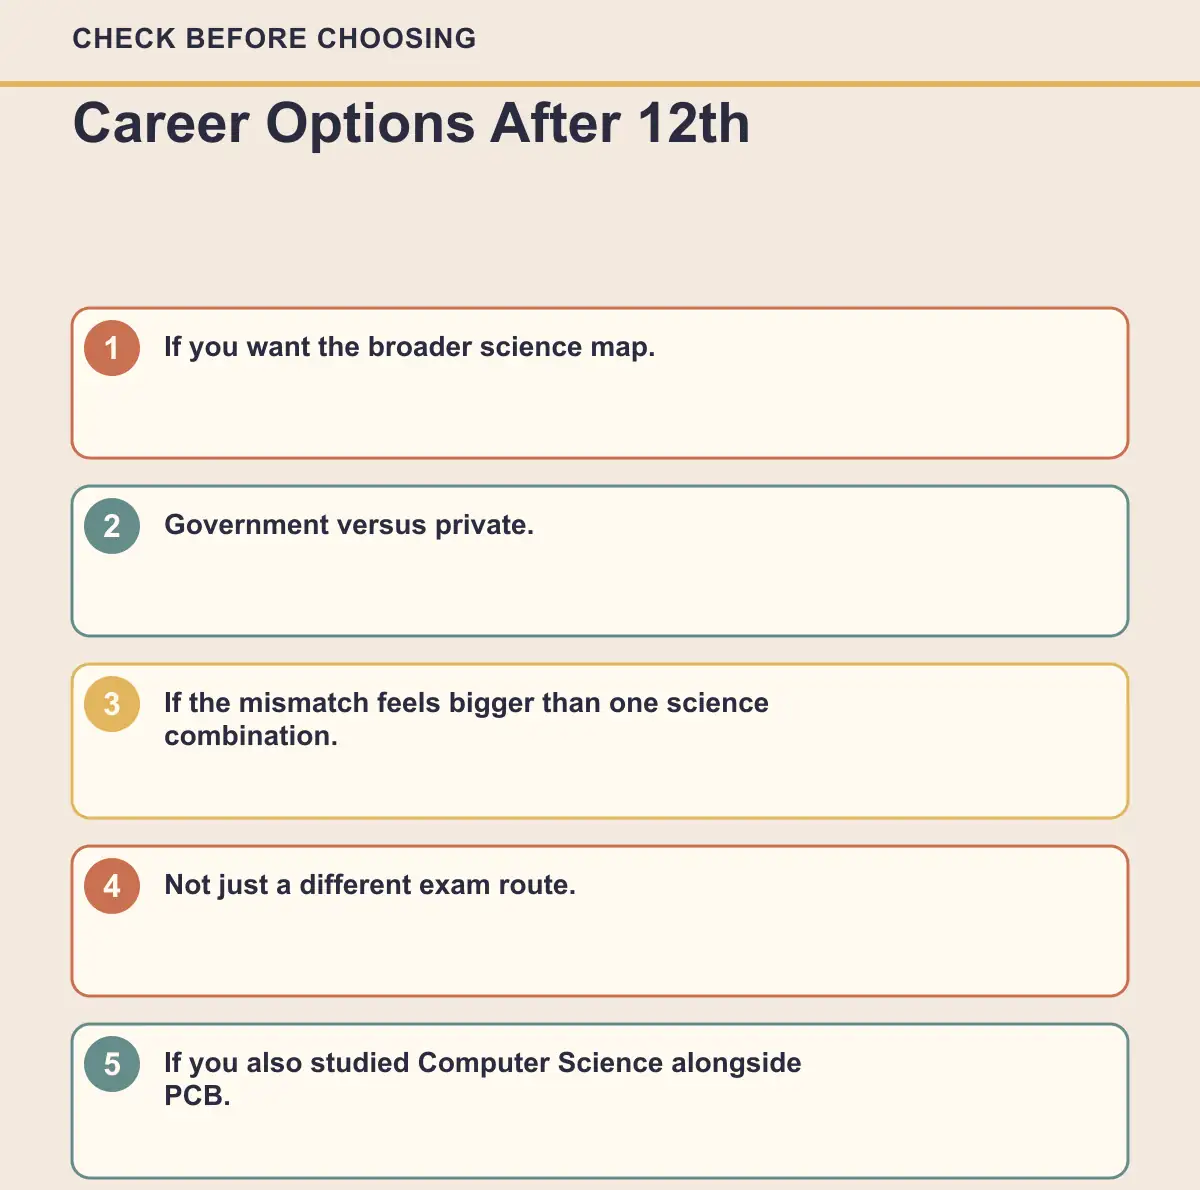 CHECK BEFORE CHOOSING
Career Options After 12th
1
If you want the broader science map.
2
Government versus private.
3
If the mismatch feels bigger than one science
combination.
4
Not just a different exam route.
5
If you also studied Computer Science alongside
PCB.